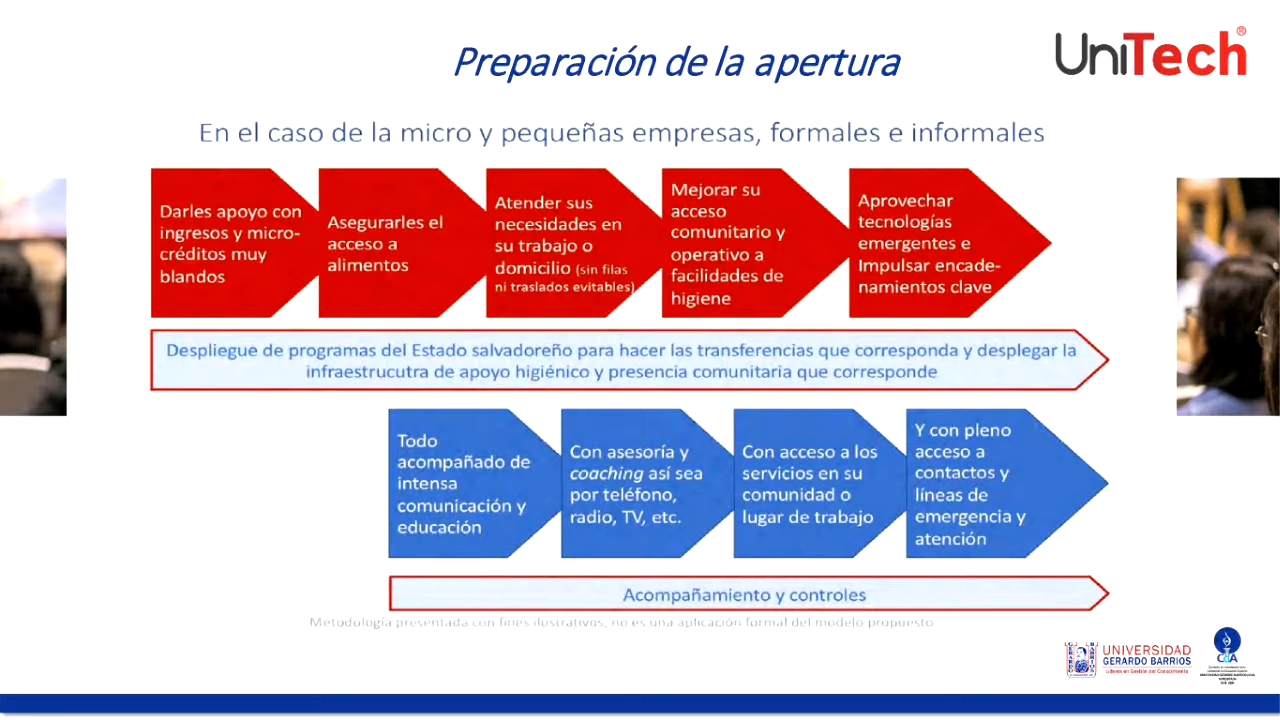 Preparación de la apertura
UniTech®
En el caso de la micro y pequeñas empresas, formales e informales
Darles apoyo con
ingresos y micro-
créditos muy
blandos
Asegurarles el
acceso a
alimentos
Atender sus
necesidades en
su trabajo o
domicilio (sin filas
ni traslados evitables)
Mejorar su
acceso
comunitario y
operativo a
facilidades de
higiene
Aprovechar
tecnologías
emergentes e
Impulsar encade-
namientos clave
Despliegue de programas del Estado salvadoreño para hacer las transferencias que corresponda y desplegar la
infraestrucutra de apoyo higiénico y presencia comunitaria que corresponde
Todo
acompañado de
intensa
comunicación y
educación
Con asesoría y
coaching así sea
por teléfono,
radio, TV, etc.
Con acceso a los
servicios en su
comunidad o
lugar de trabajo
Y con pleno
acceso a
contactos y
líneas de
emergencia y
atención
Acompañamiento y controles
Metodología presentada con fines ilustrativos, no es una aplicación formal del modelo propuesto
UNIVERSIDAD
GERARDO BARRIOS
Líderes en Gestión del Conocimiento
CdA